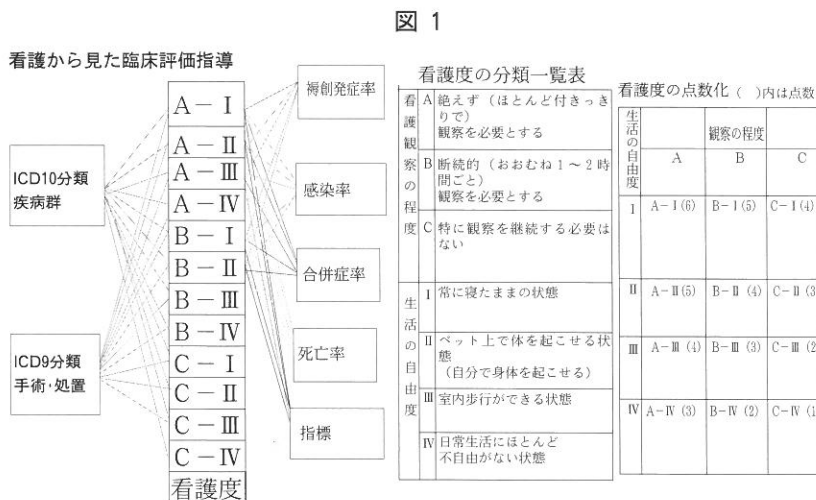 図 1
看護から見た臨床評価指導
ICD10分類
疾病群
ICD9分類
手術・処置
A－Ⅰ
A－Ⅱ
A－Ⅲ
A－Ⅳ
B－Ⅰ
B－Ⅱ
B－Ⅲ
B－Ⅳ
C－Ⅰ
C－Ⅱ
C－Ⅲ
C－Ⅳ
看護度
褥創発症率
感染率
合併症率
死亡率
指標
看護度の分類一覧表
看護観察の程度
A 絶えず（ほとんど付きっき
りで）
観察を必要とする
B 断続的（おおむね1～2時
間ごと）
観察を必要とする
C 特に観察を継続する必要は
ない
生活の自由度
Ⅰ 常に寝たままの状態
Ⅱ ベット上で体を起こせる状
態
（自分で身体を起こせる）
Ⅲ 室内歩行ができる状態
Ⅳ 日常生活にほとんど
不自由がない状態
看護度の点数化（ ）内は点数
生活の自由度
観察の程度
A B C
Ⅰ A－Ⅰ(6) B－Ⅰ(5) C－Ⅰ(4)
Ⅱ A－Ⅱ(5) B－Ⅱ (4) C－Ⅱ (3
Ⅲ A－Ⅲ (4) B－Ⅲ (3) C－Ⅲ (2
Ⅳ A－Ⅳ (3) B－Ⅳ (2) C－Ⅳ (1